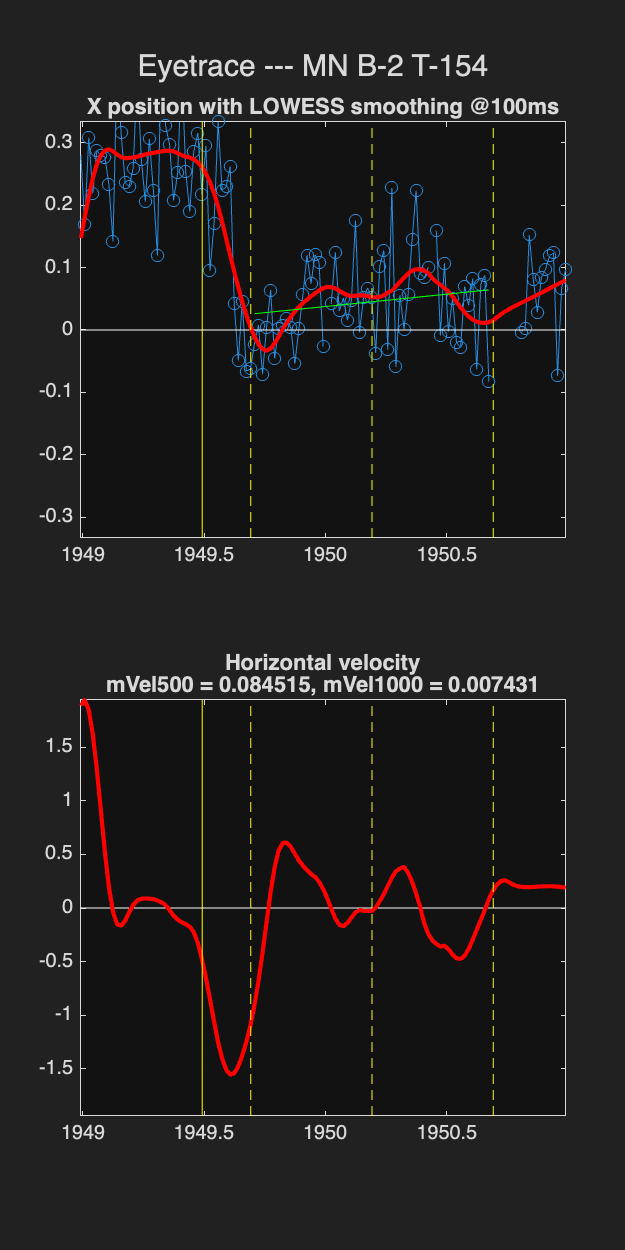 Eyetrace --- MN B-2 T-154
X position with LOWESS smoothing @100ms
0.3
0.2
0.1
0
-0.1
-0.2
-0.3
1949 1949.5 1950 1950.5
Horizontal velocity
mVel500 = 0.084515, mVel1000 = 0.007431
1.5
1
0.5
0
-0.5
-1
-1.5
1949 1949.5 1950 1950.5